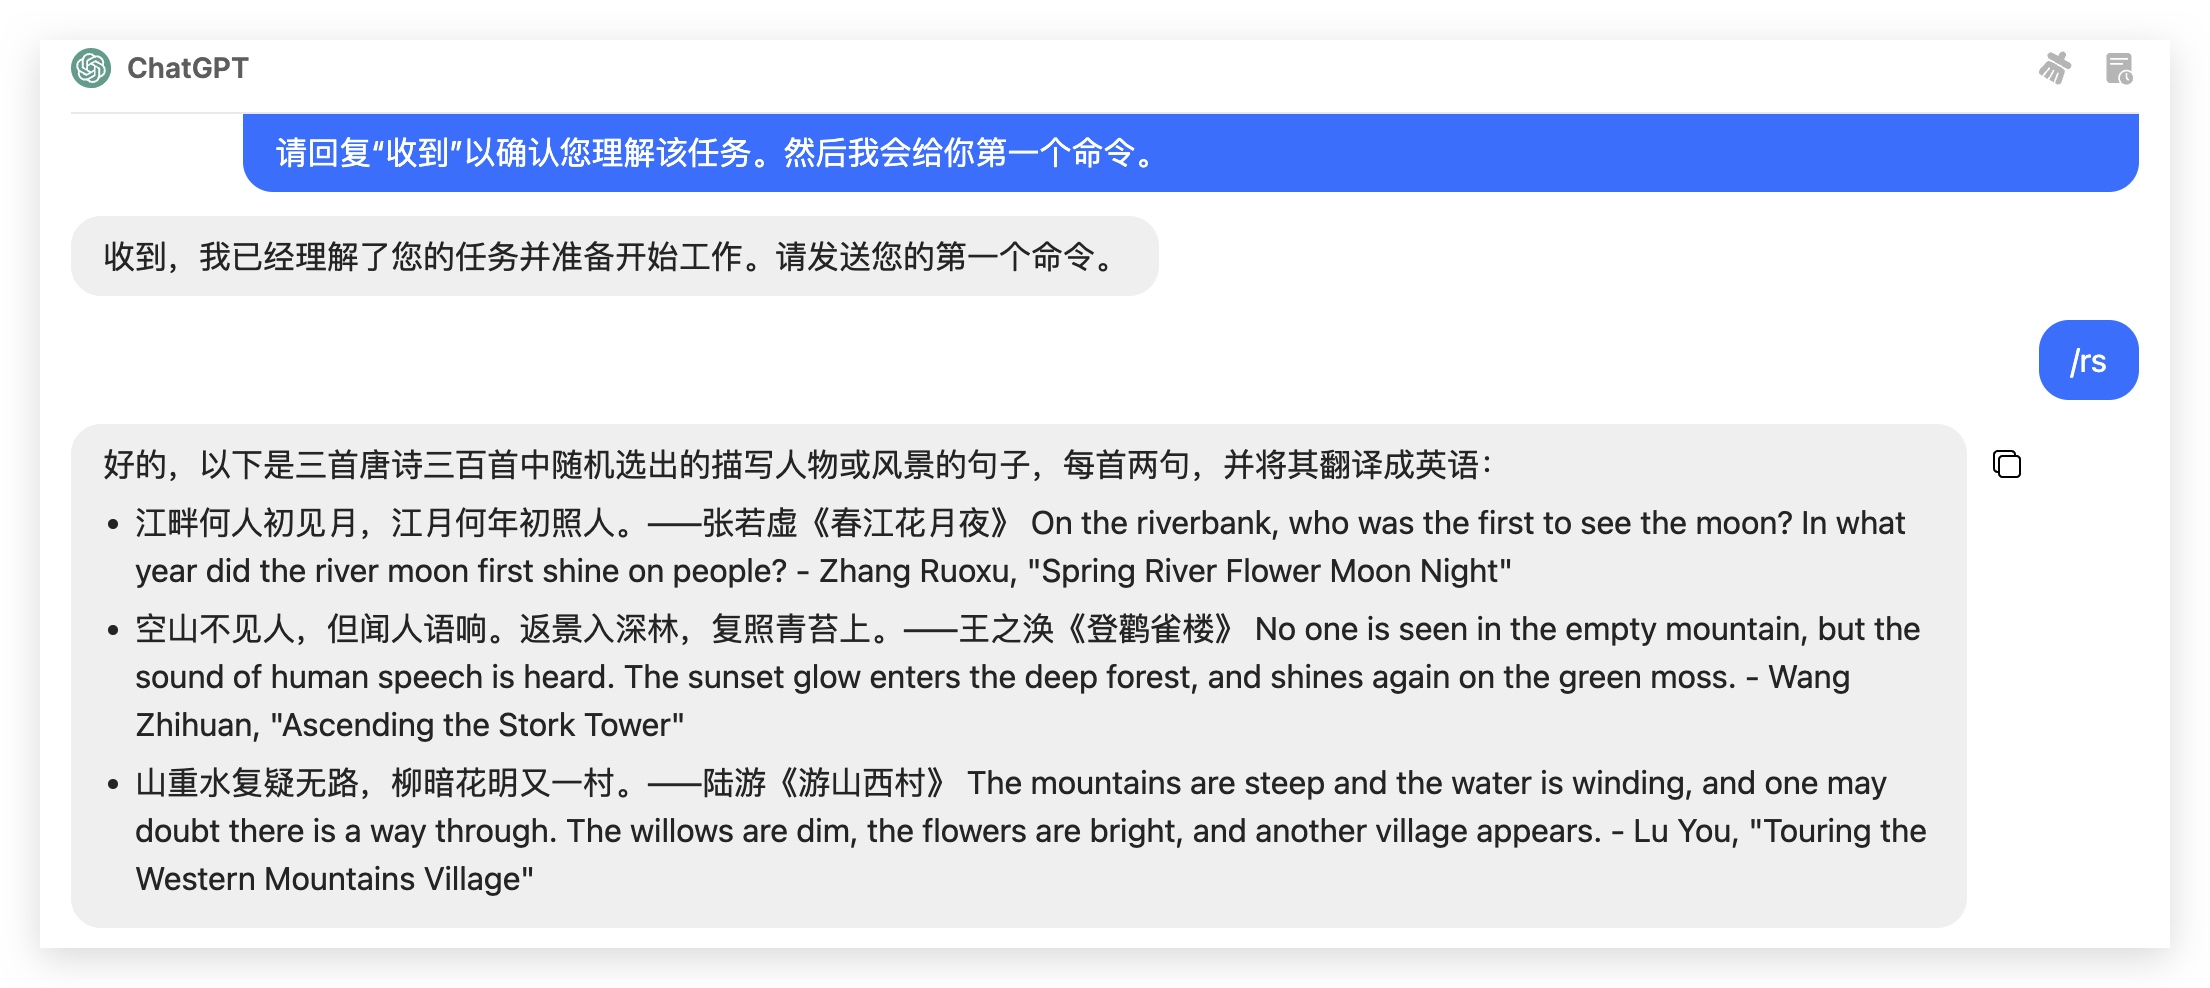 ChatGPT
请回复“收到”以确认您理解该任务。然后我会给你第一个命令。
收到，我已经理解了您的任务并准备开始工作。请发送您的第一个命令。
/rs
好的，以下是三首唐诗三百首中随机选出的描写人物或风景的句子，每首两句，并将其翻译成英语：
• 江畔何人初见月，江月何年初照人。——张若虚《春江花月夜》 On the riverbank, who was the first to see the moon? In what
year did the river moon first shine on people? - Zhang Ruoxu, "Spring River Flower Moon Night"
• 空山不见人，但闻人语响。返景入深林，复照青苔上。——王之涣《登鹳雀楼》 No one is seen in the empty mountain, but the
sound of human speech is heard. The sunset glow enters the deep forest, and shines again on the green moss. - Wang
Zhihuan, "Ascending the Stork Tower"
• 山重水复疑无路，柳暗花明又一村。——陆游《游山西村》 The mountains are steep and the water is winding, and one may
doubt there is a way through. The willows are dim, the flowers are bright, and another village appears. - Lu You, "Touring the
Western Mountains Village"